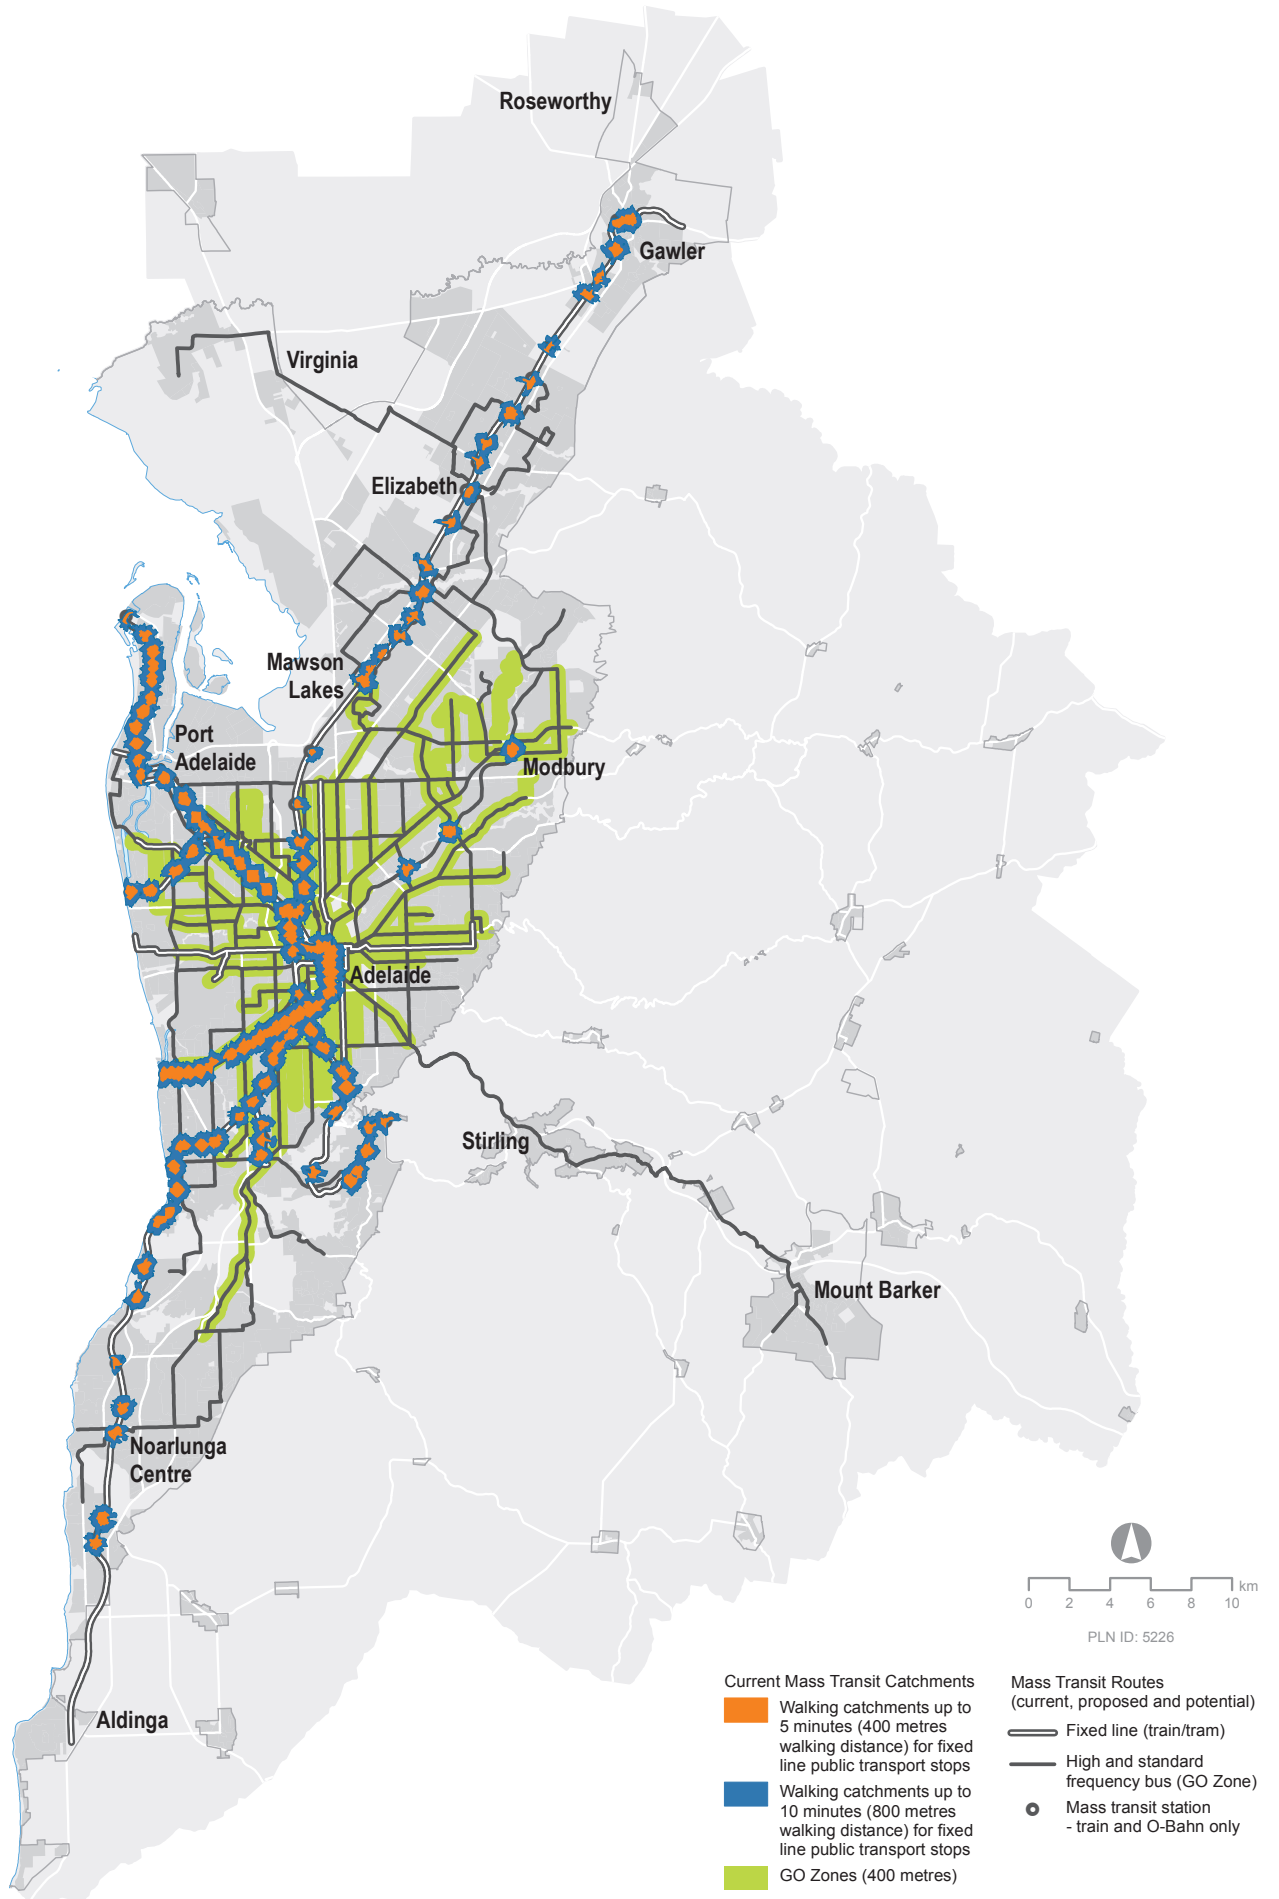 Roseworthy
Gawler
Virginia
Elizabeth
Mawson
Lakes
Port
Adelaide
Modbury
Adelaide
Stirling
Mount Barker
Noarlunga
Centre
Aldinga
km
0 2 4 6 8 10
PLN ID: 5226
Current Mass Transit Catchments
Walking catchments up to
5 minutes (400 metres
walking distance) for fixed
line public transport stops
Walking catchments up to
10 minutes (800 metres
walking distance) for fixed
line public transport stops
GO Zones (400 metres)
Mass Transit Routes
(current, proposed and potential)
Fixed line (train/tram)
High and standard
frequency bus (GO Zone)
Mass transit station
- train and O-Bahn only